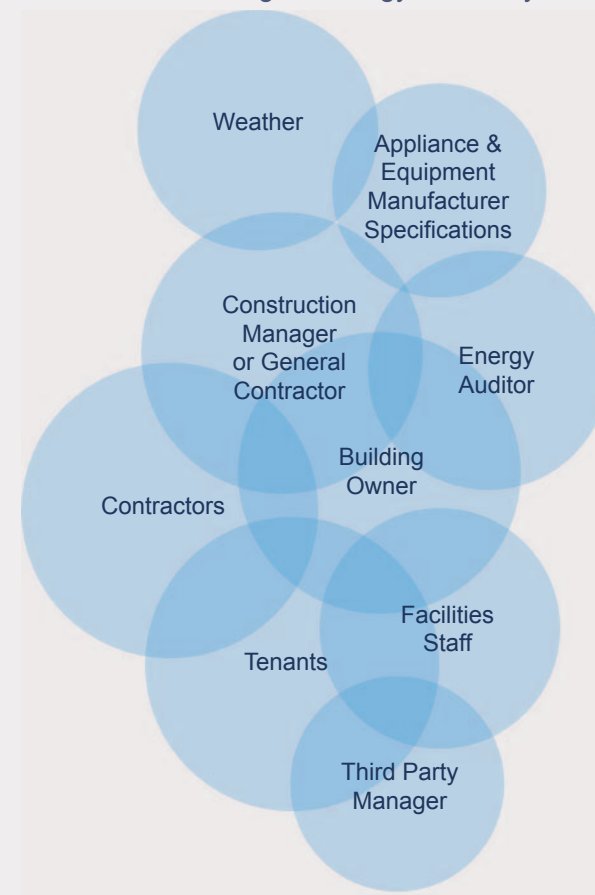 Weather
Appliance &
Equipment
Manufacturer
Specifications
Construction
Manager
or General
Contractor
Energy
Auditor
Building
Owner
Contractors
Facilities
Staff
Tenants
Third Party
Manager